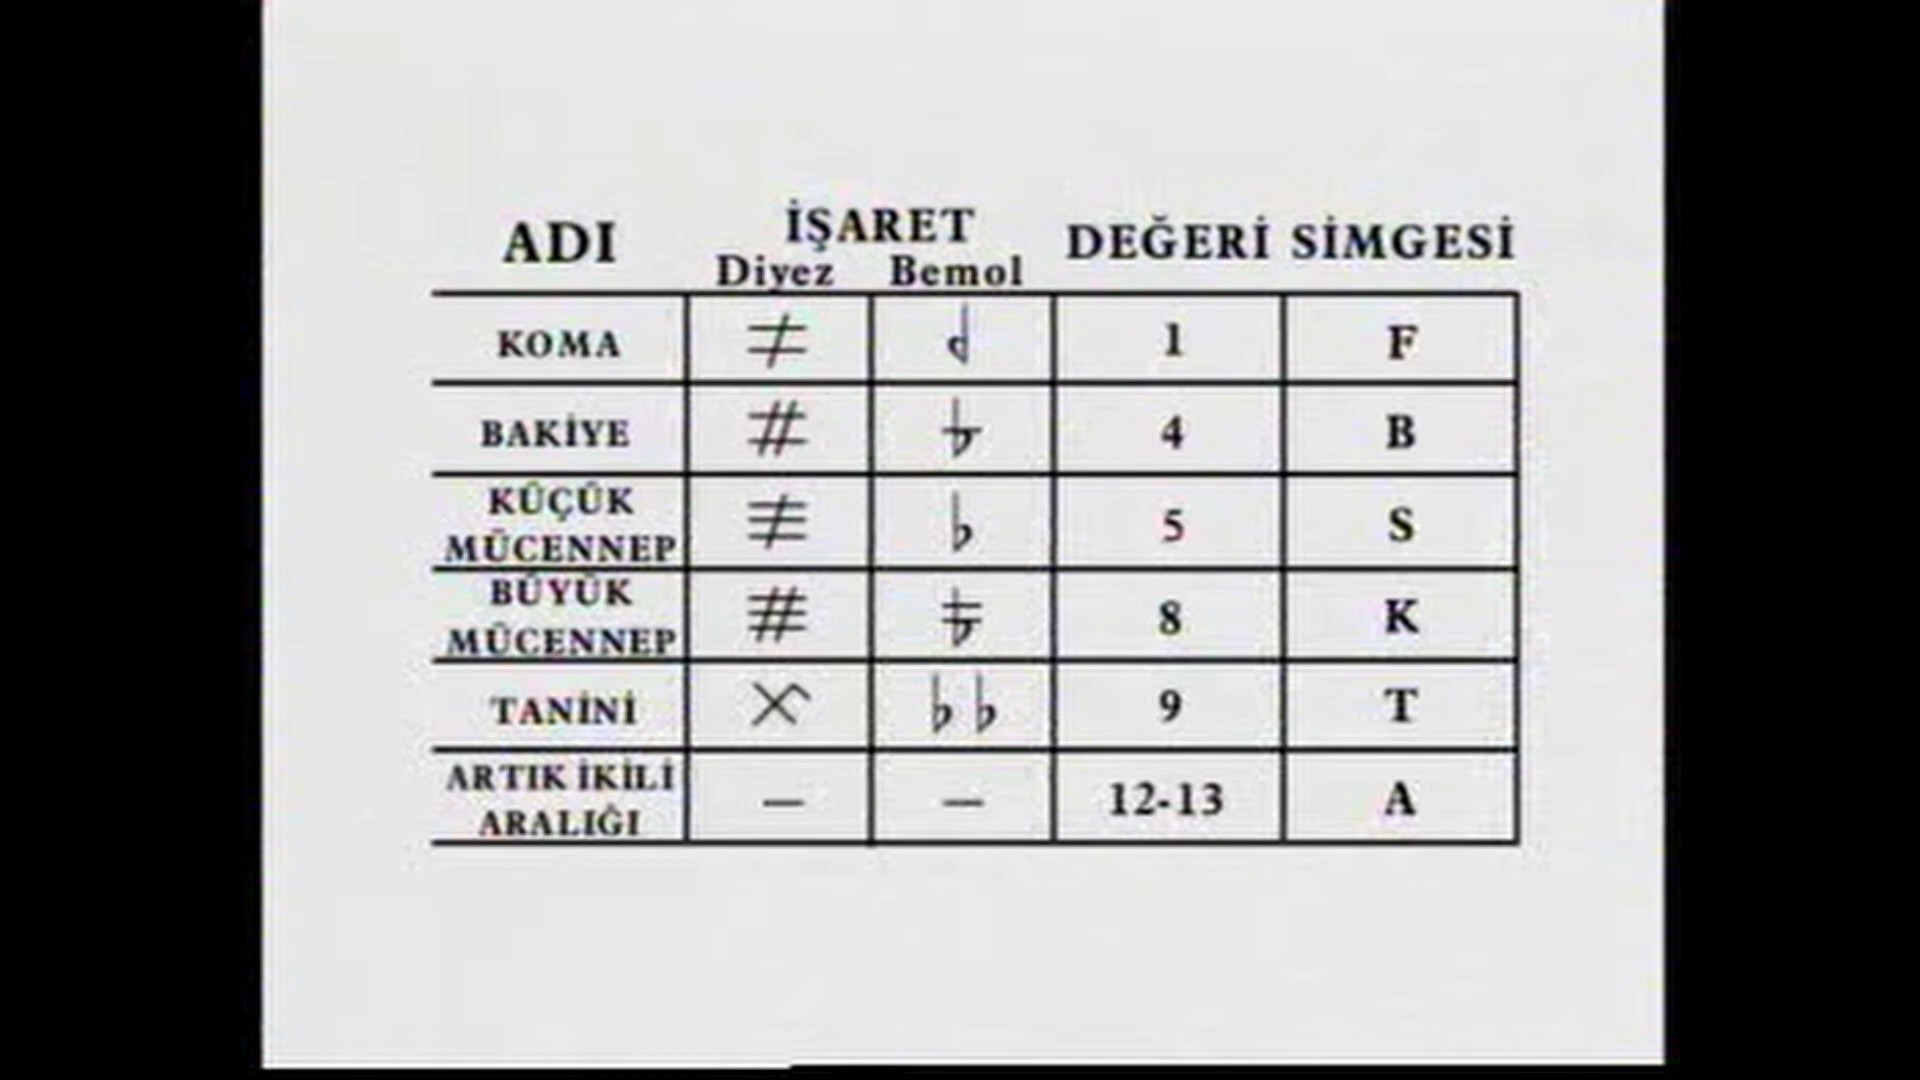 ADI İŞARET DEĞERİ SİMGESİ
Diyez Bemol
KOMA 1 F
BAKİYE 4 B
KÜÇÜK
MÜCENNEP 5 S
BÜYÜK
MÜCENNEP 8 K
TANİNİ 9 T
ARTIK İKİLİ
ARALIĞI — — 12-13 A